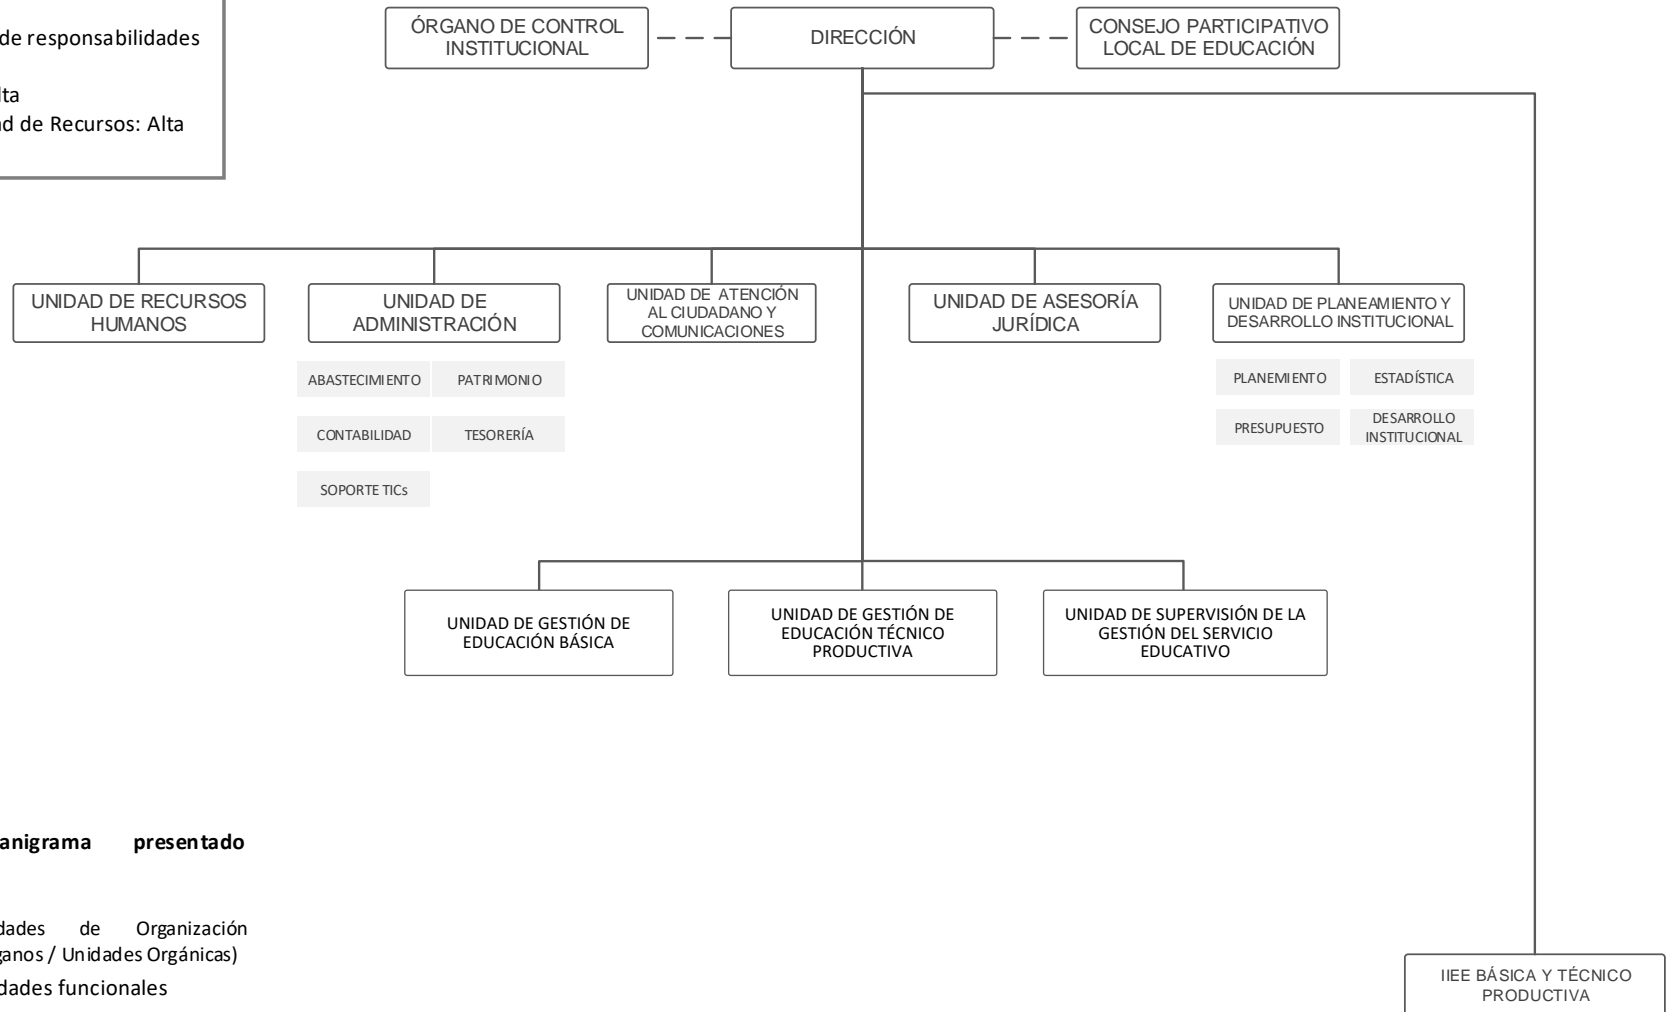 de responsabilidades
lta
d de Recursos: Alta
ÓRGANO DE CONTROL
INSTITUCIONAL
DIRECCIÓN
CONSEJO PARTICIPATIVO
LOCAL DE EDUCACIÓN
UNIDAD DE RECURSOS
HUMANOS
UNIDAD DE
ADMINISTRACIÓN
UNIDAD DE ATENCIÓN
AL CIUDADANO Y
COMUNICACIONES
UNIDAD DE ASESORÍA
JURÍDICA
UNIDAD DE PLANEAMIENTO Y
DESARROLLO INSTITUCIONAL
ABASTECIMIENTO
PATRIMONIO
CONTABILIDAD
TESORERÍA
SOPORTE TICs
PLANEMIENTO
ESTADÍSTICA
PRESUPUESTO
DESARROLLO
INSTITUCIONAL
UNIDAD DE GESTIÓN DE
EDUCACIÓN BÁSICA
UNIDAD DE GESTIÓN DE
EDUCACIÓN TÉCNICO
PRODUCTIVA
UNIDAD DE SUPERVISIÓN DE LA
GESTIÓN DEL SERVICIO
EDUCATIVO
anigrama presentado
dades de Organización
ganos / Unidades Orgánicas)
dades funcionales
IIEE BÁSICA Y TÉCNICO
PRODUCTIVA